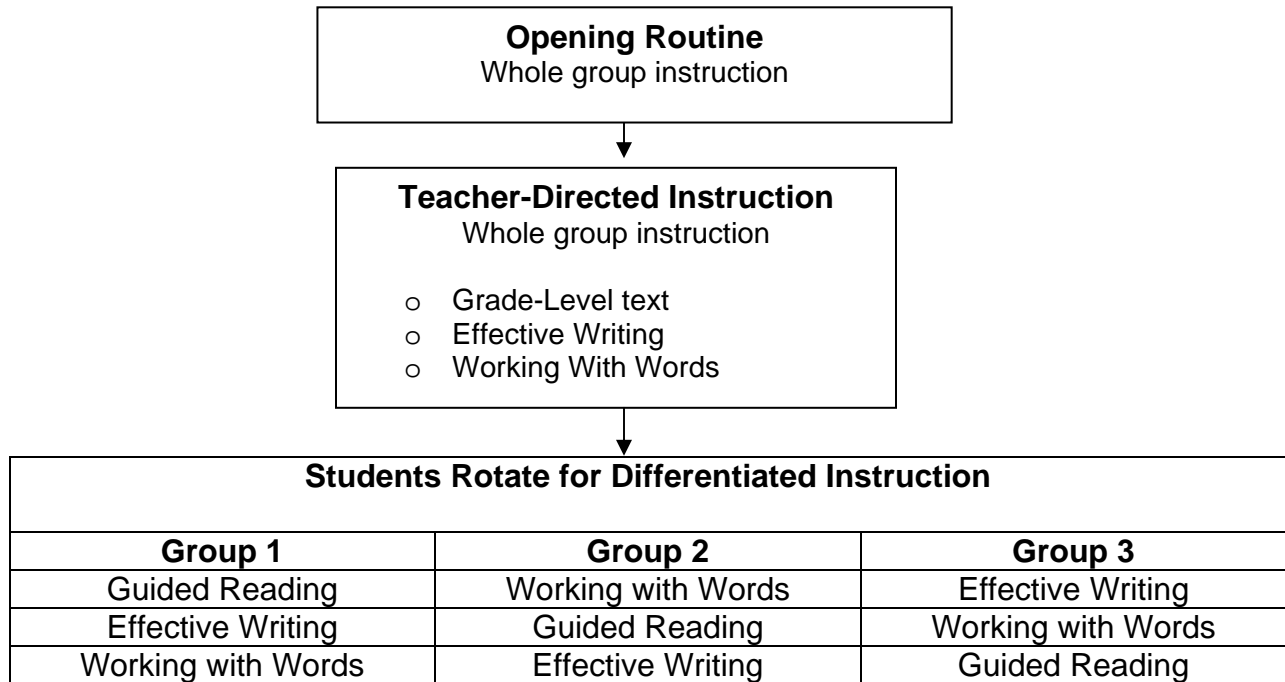 Opening Routine
Whole group instruction
Teacher-Directed Instruction
Whole group instruction
o Grade-Level text
o Effective Writing
o Working With Words
Students Rotate for Differentiated Instruction
Group 1 Group 2 Group 3
Guided Reading Working with Words Effective Writing
Effective Writing Guided Reading Working with Words
Working with Words Effective Writing Guided Reading